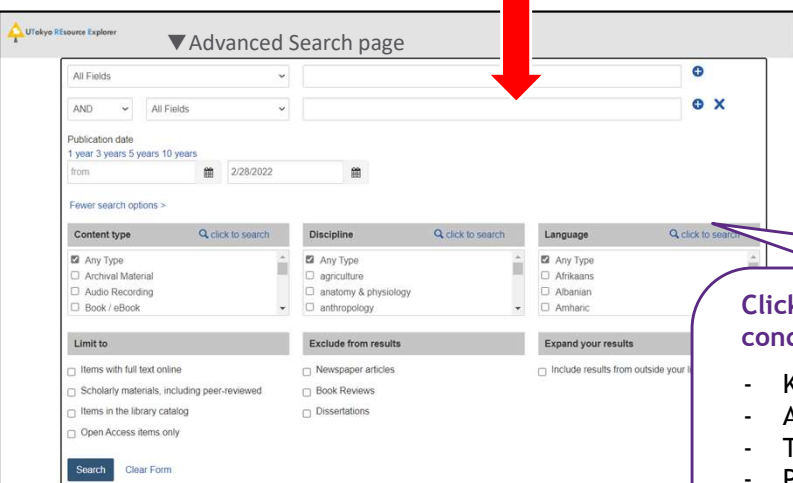 UTokyo REsource Explorer
▼Advanced Search page
All Fields
AND All Fields
Publication date
1 year 3 years 5 years 10 years
from 2/28/2022
Fewer search options >
Content type click to search
Any Type
Archival Material
Audio Recording
Book / eBook
Discipline click to search
Any Type
agriculture
anatomy & physiology
anthropology
Language click to search
Any Type
Afrikaans
Albanian
Amharic
Limit to
Items with full text online
Scholarly materials, including peer-reviewed
Items in the library catalog
Open Access items only
Exclude from results
Newspaper articles
Book Reviews
Dissertations
Expand your results
Include results from outside your
Search Clear Form
-
-
-
-